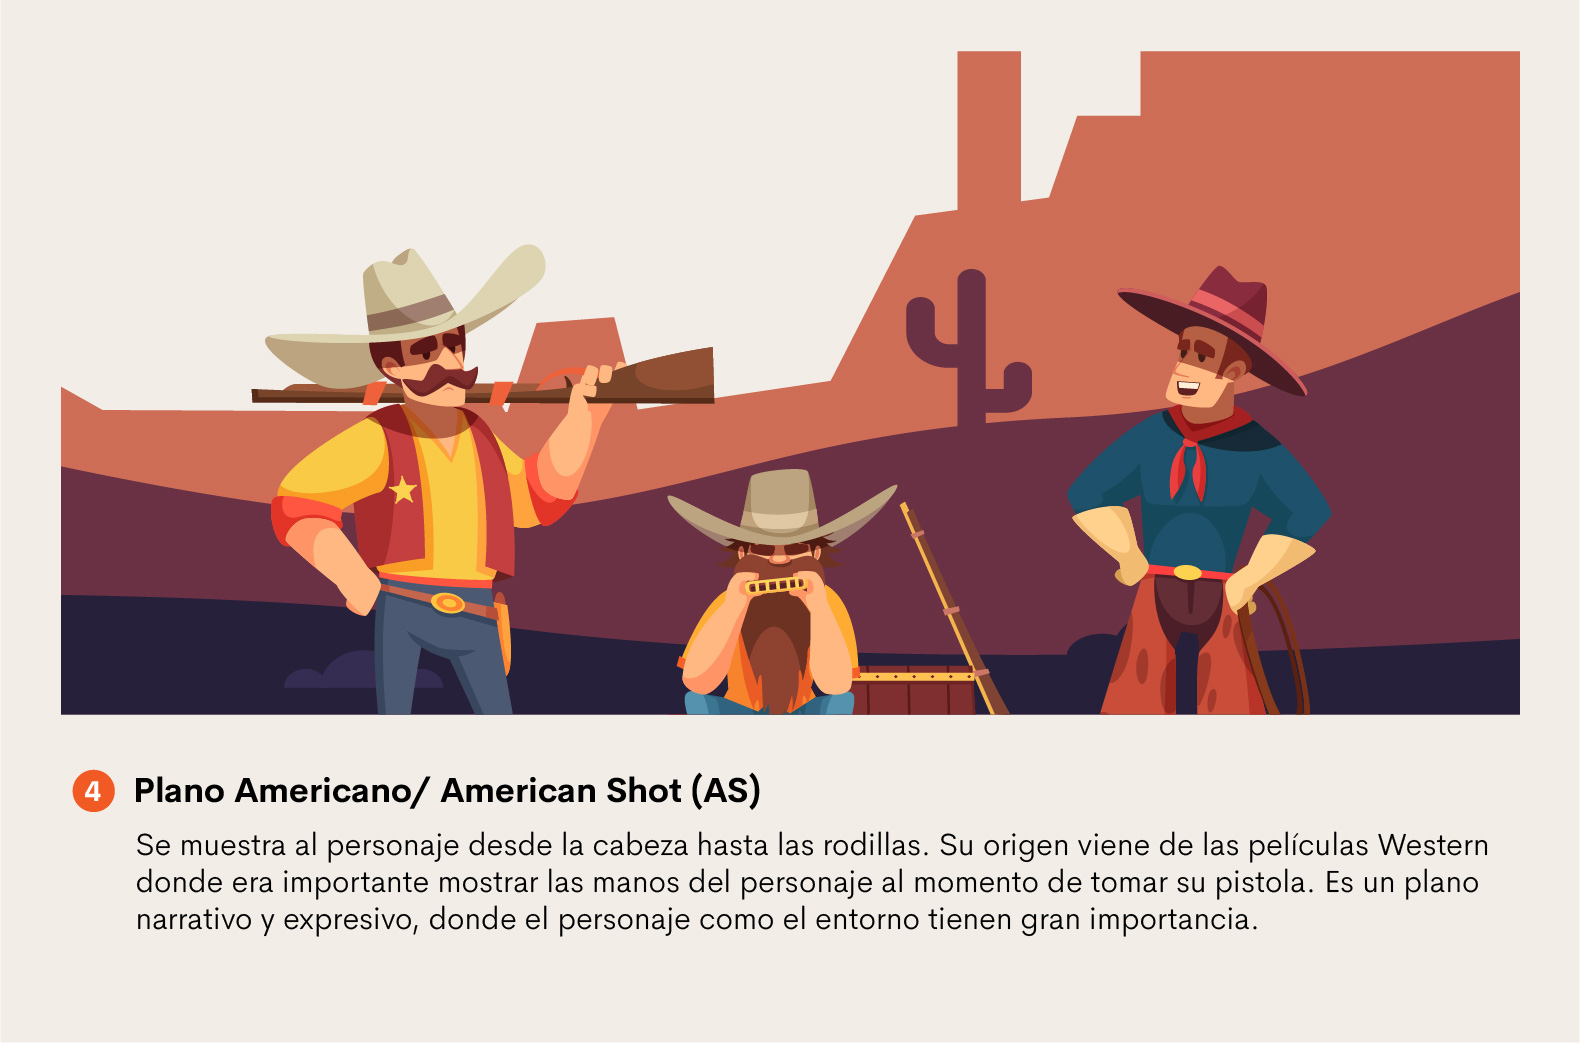 4 Plano Americano/ American Shot (AS)
Se muestra al personaje desde la cabeza hasta las rodillas. Su origen viene de las películas Western
donde era importante mostrar las manos del personaje al momento de tomar su pistola. Es un plano
narrativo y expresivo, donde el personaje como el entorno tienen gran importancia.